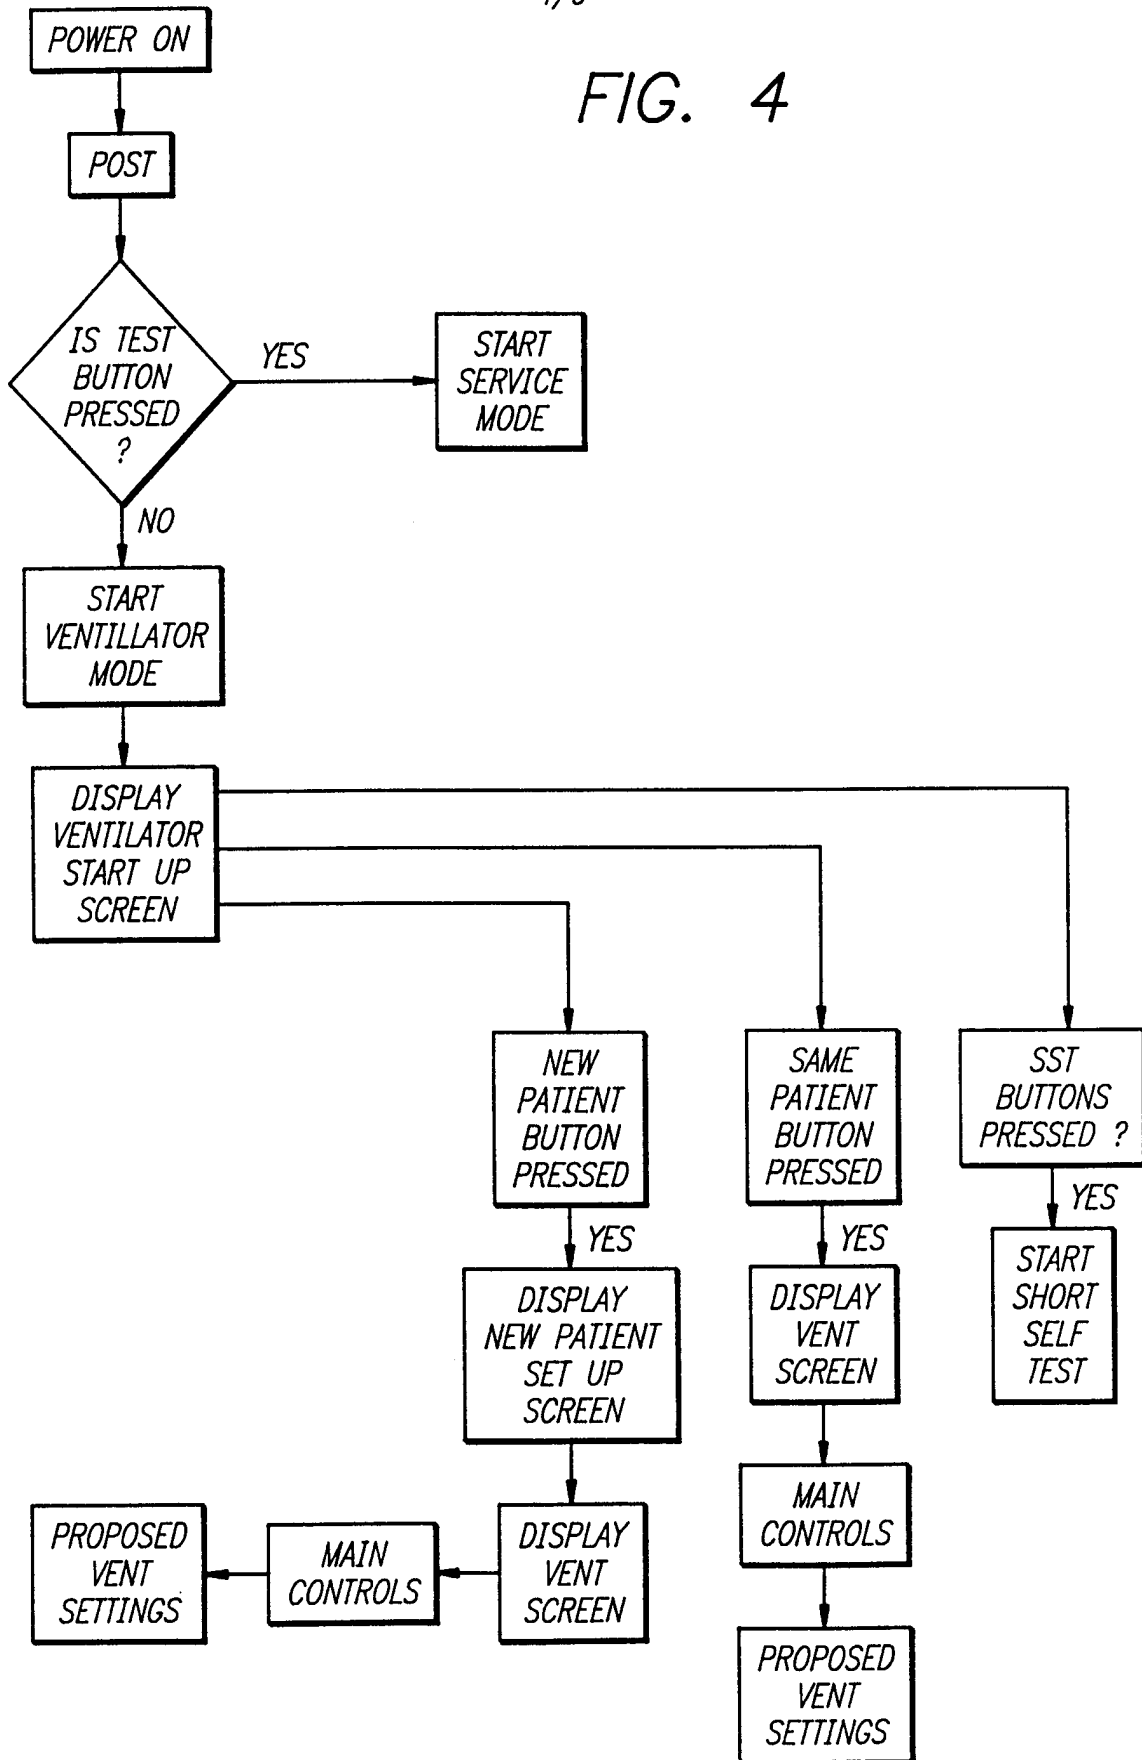 POWER ON
FIG. 4
POST
IS TEST
BUTTON
PRESSED
?
YES
START
SERVICE
MODE
NO
START
VENTILLATOR
MODE
DISPLAY
VENTILATOR
START UP
SCREEN
NEW
PATIENT
BUTTON
PRESSED
SAME
PATIENT
BUTTON
PRESSED
SST
BUTTONS
PRESSED ?
YES
YES
YES
DISPLAY
NEW PATIENT
SET UP
SCREEN
DISPLAY
VENT
SCREEN
START
SHORT
SELF
TEST
MAIN
CONTROLS
PROPOSED
VENT
SETTINGS
MAIN
CONTROLS
DISPLAY
VENT
SCREEN
PROPOSED
VENT
SETTINGS